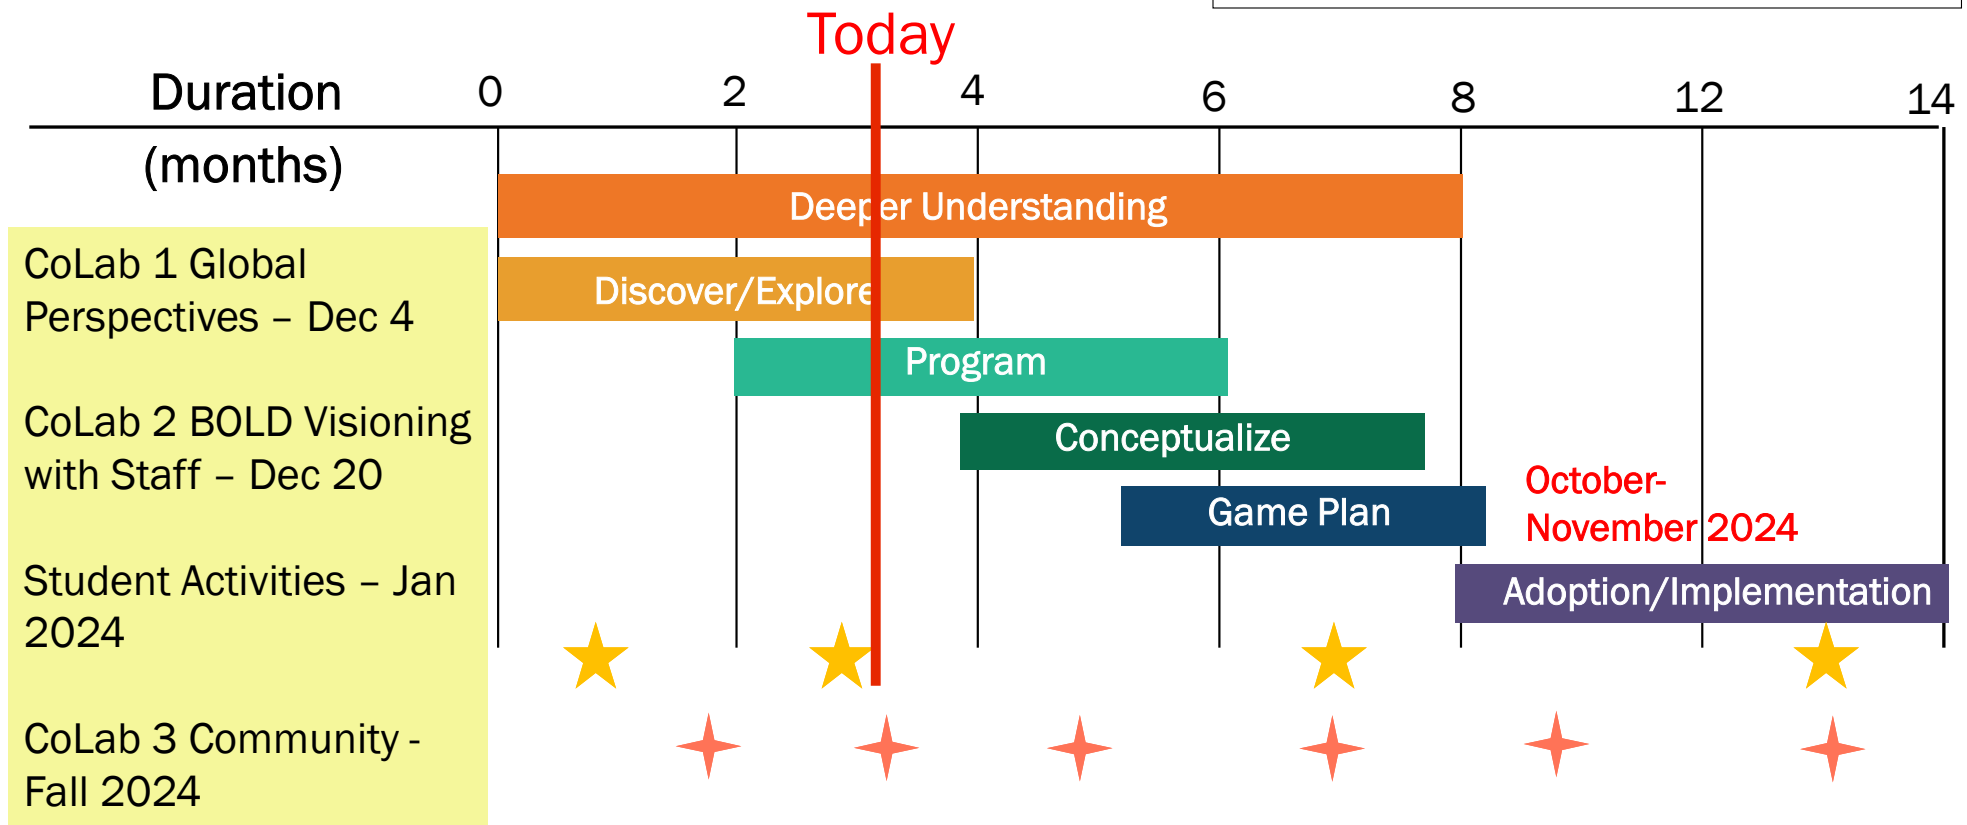 Today
Duration
(months)
0 2 4 6 8 12 14
Deeper Understanding
Discover/Explore
Program
Conceptualize
Game Plan
October-
November 2024
Adoption/Implementation
CoLab 1 Global
Perspectives – Dec 4
CoLab 2 BOLD Visioning
with Staff – Dec 20
Student Activities – Jan
2024
CoLab 3 Community -
Fall 2024